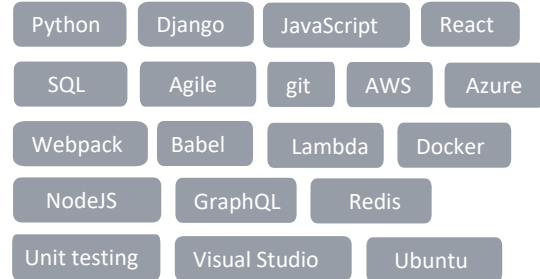 Python Django JavaScript React
SQL Agile git AWS Azure
Webpack Babel Lambda Docker
NodeJS GraphQL Redis
Unit testing Visual Studio Ubuntu